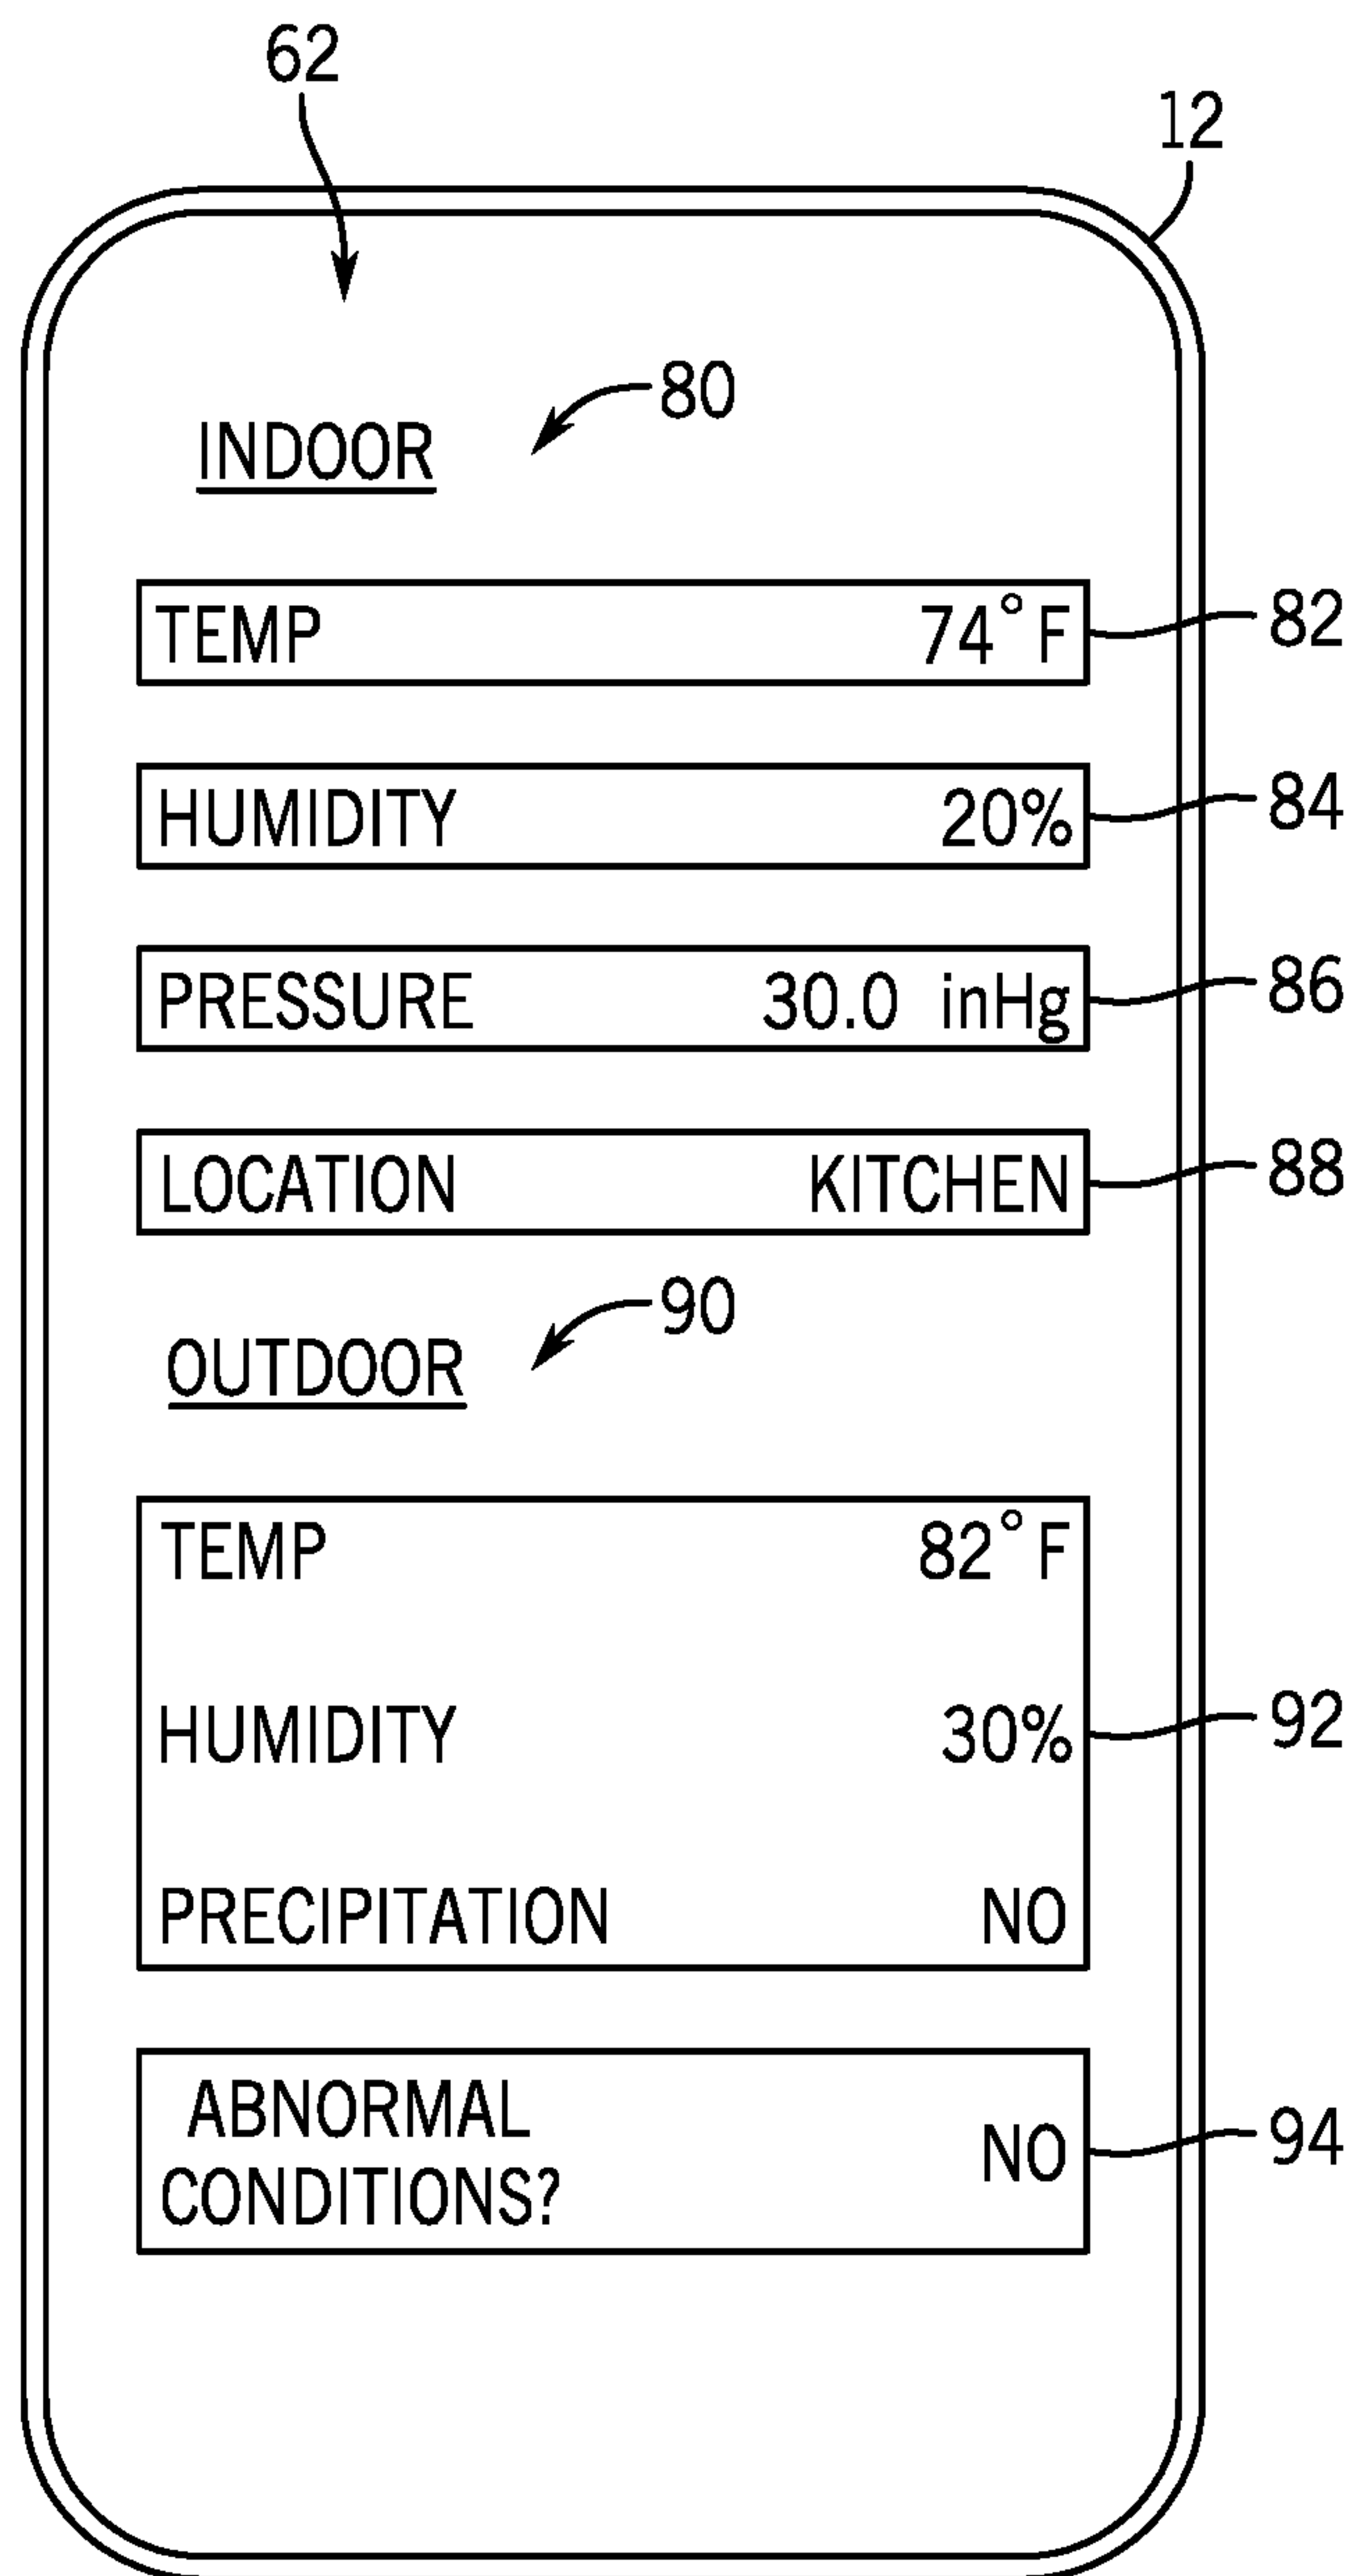 62
12
80
INDOOR
TEMP 74°F 82
HUMIDITY 20% 84
PRESSURE 30.0 inHg 86
LOCATION KITCHEN 88
90
OUTDOOR
TEMP 82°F
HUMIDITY 30% 92
PRECIPITATION NO
ABNORMAL
CONDITIONS? NO 94